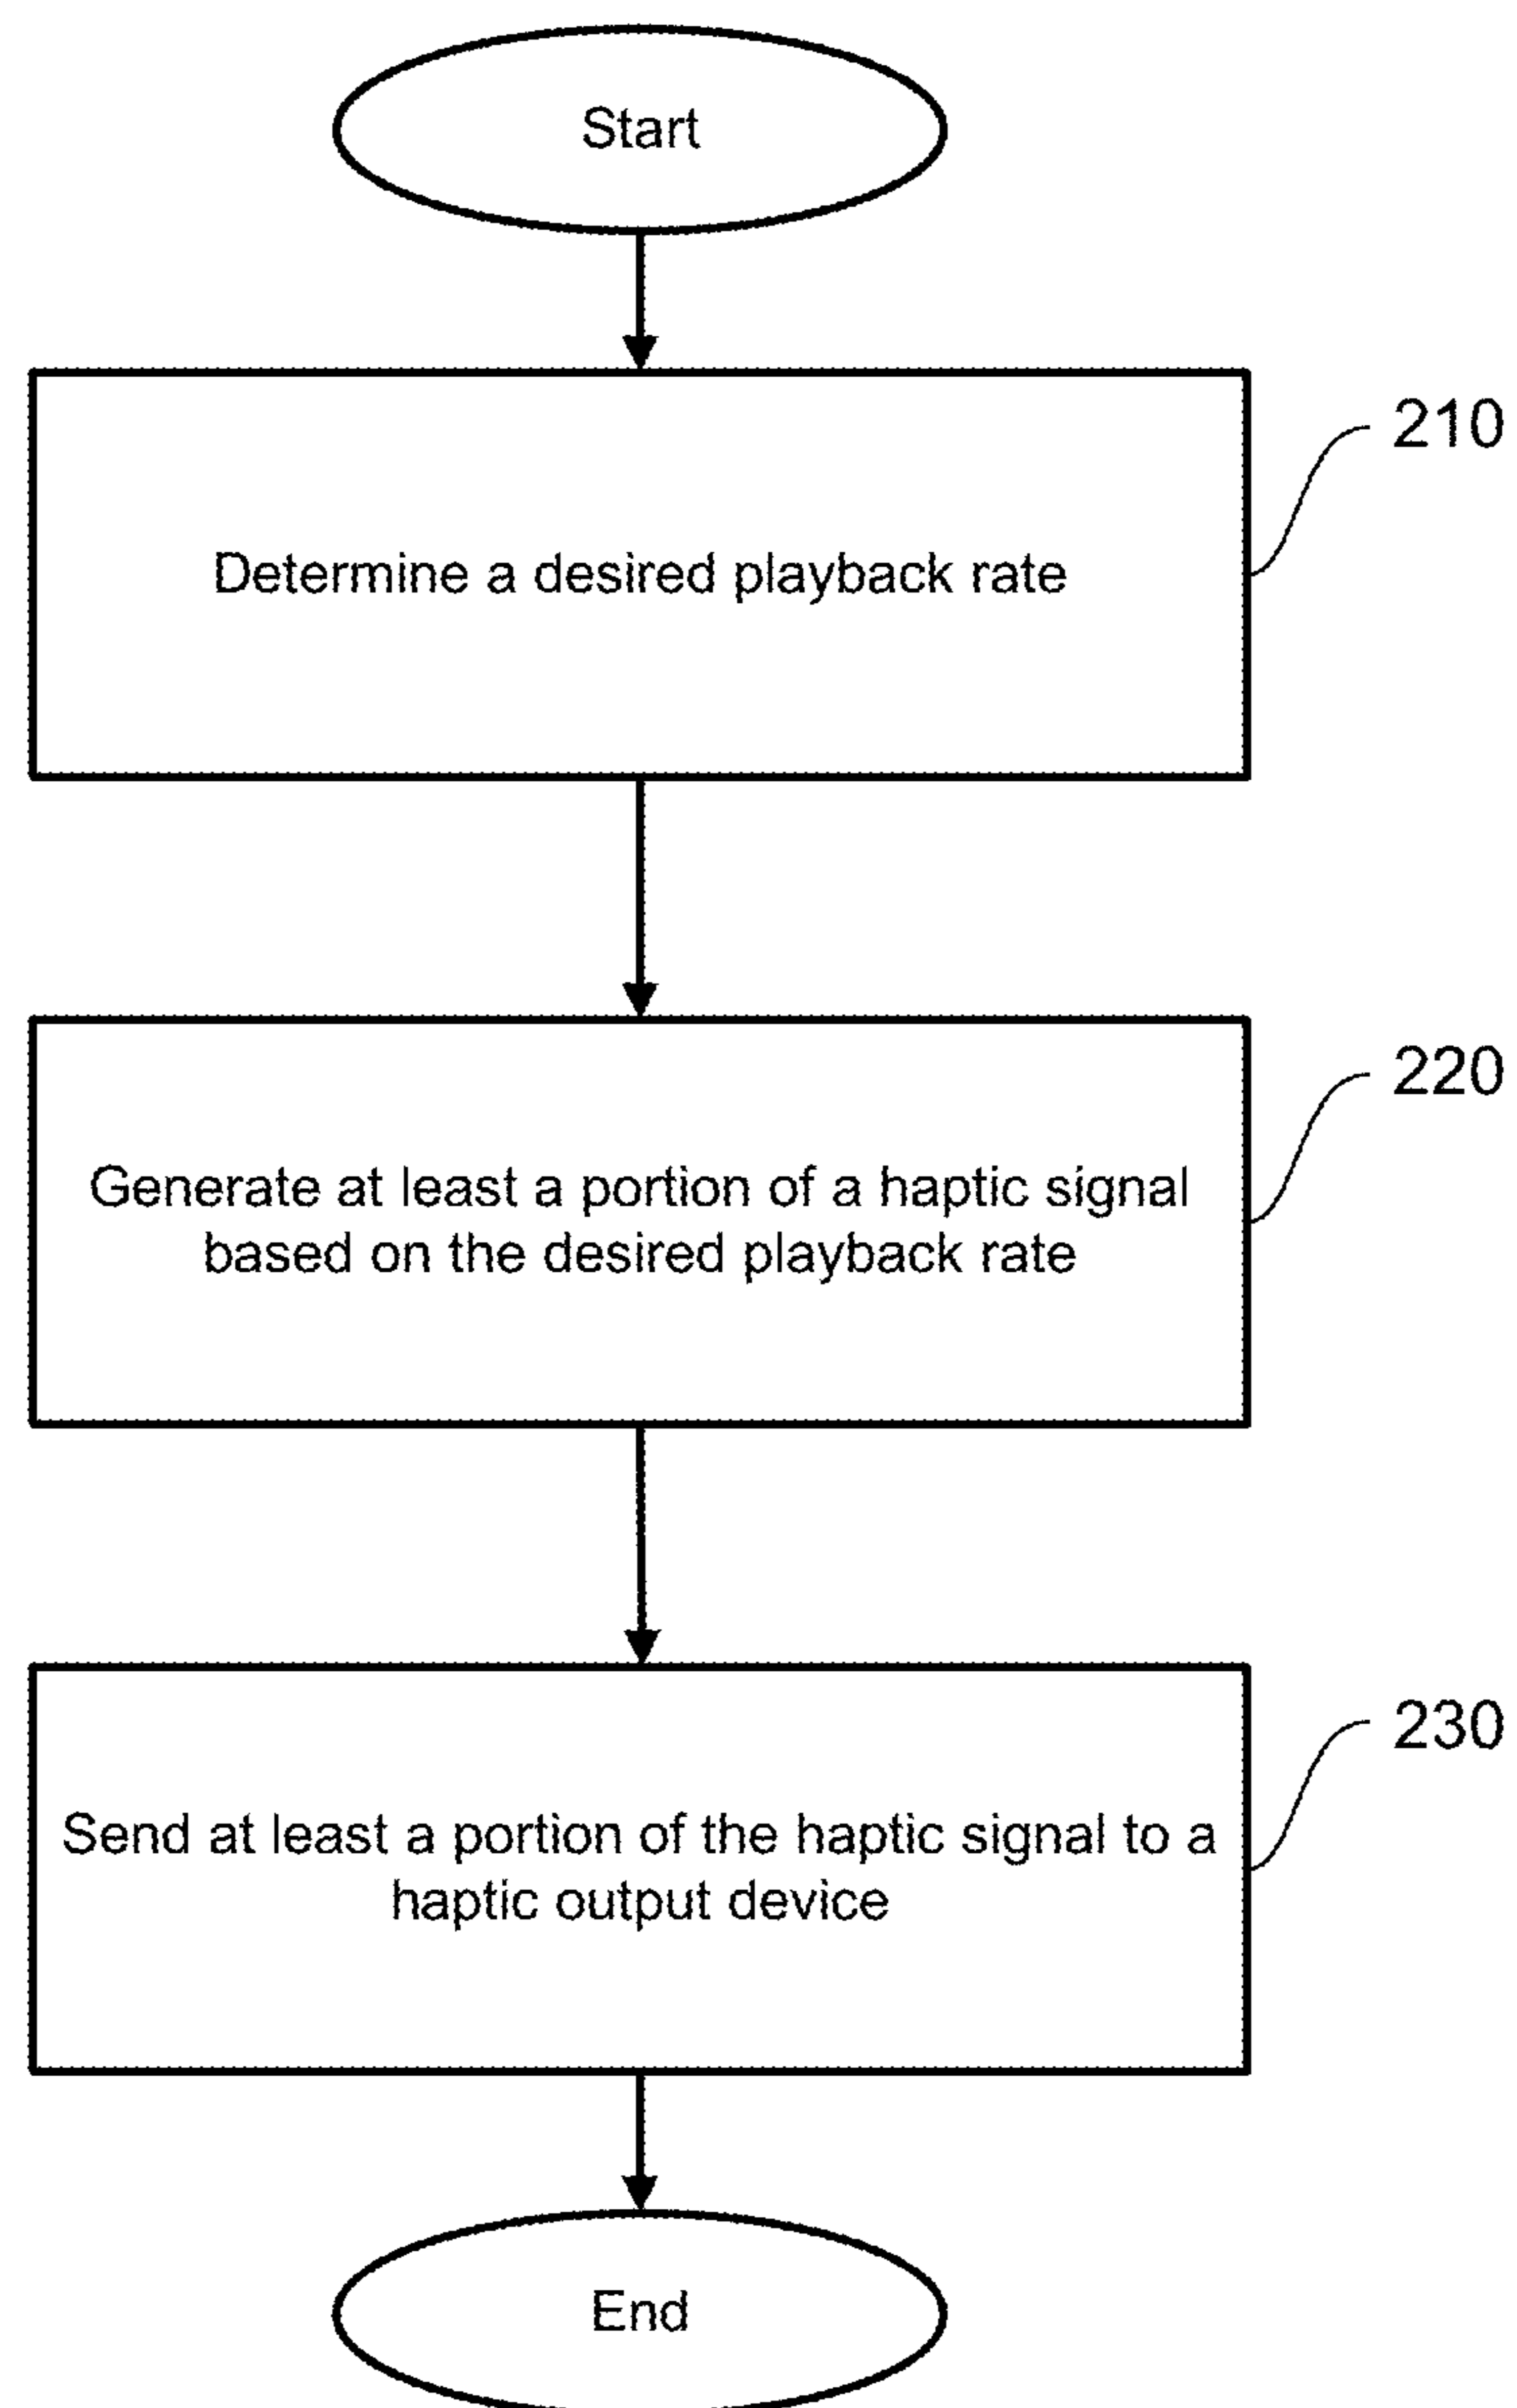 Start
210
Determine a desired playback rate
220
Generate at least a portion of a haptic signal
based on the desired playback rate
230
Send at least a portion of the haptic signal to a
haptic output device
End